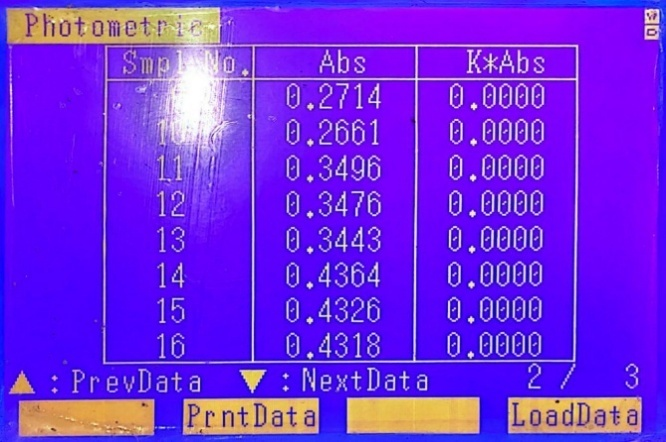 Photometric
W
D
Smpl No. Abs K*Abs
0.2714 0.0000
10 0.2661 0.0000
11 0.3496 0.0000
12 0.3476 0.0000
13 0.3443 0.0000
14 0.4364 0.0000
15 0.4326 0.0000
16 0.4318 0.0000
▲ : PrevData ▼ : NextData 2 / 3
PrntData LoadData